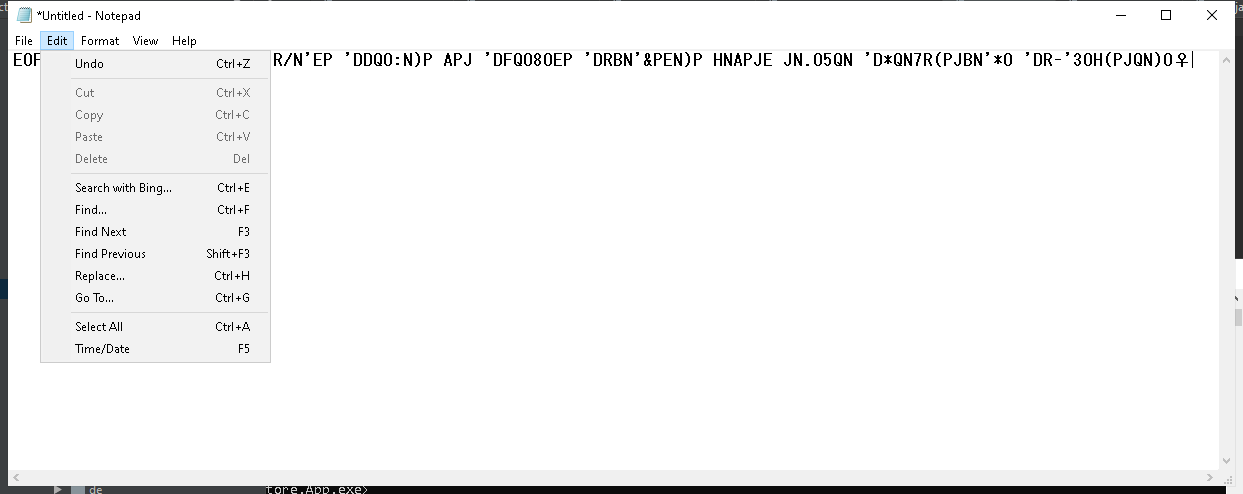 *Untitled - Notepad
File Edit Format View Help
EOF R/N'EP 'DDQO:N)P APJ 'DFQO8OEP 'DRBN'&PEN)P HNAPJE JN.O5QN 'D*QN7R(PJBN'*O 'DR-'3OH(PJQN)O♀
Undo Ctrl+Z
Cut Ctrl+X
Copy Ctrl+C
Paste Ctrl+V
Delete Del
Search with Bing... Ctrl+E
Find... Ctrl+F
Find Next F3
Find Previous Shift+F3
Replace... Ctrl+H
Go To... Ctrl+G
Select All Ctrl+A
Time/Date F5
de tore.App.exe>